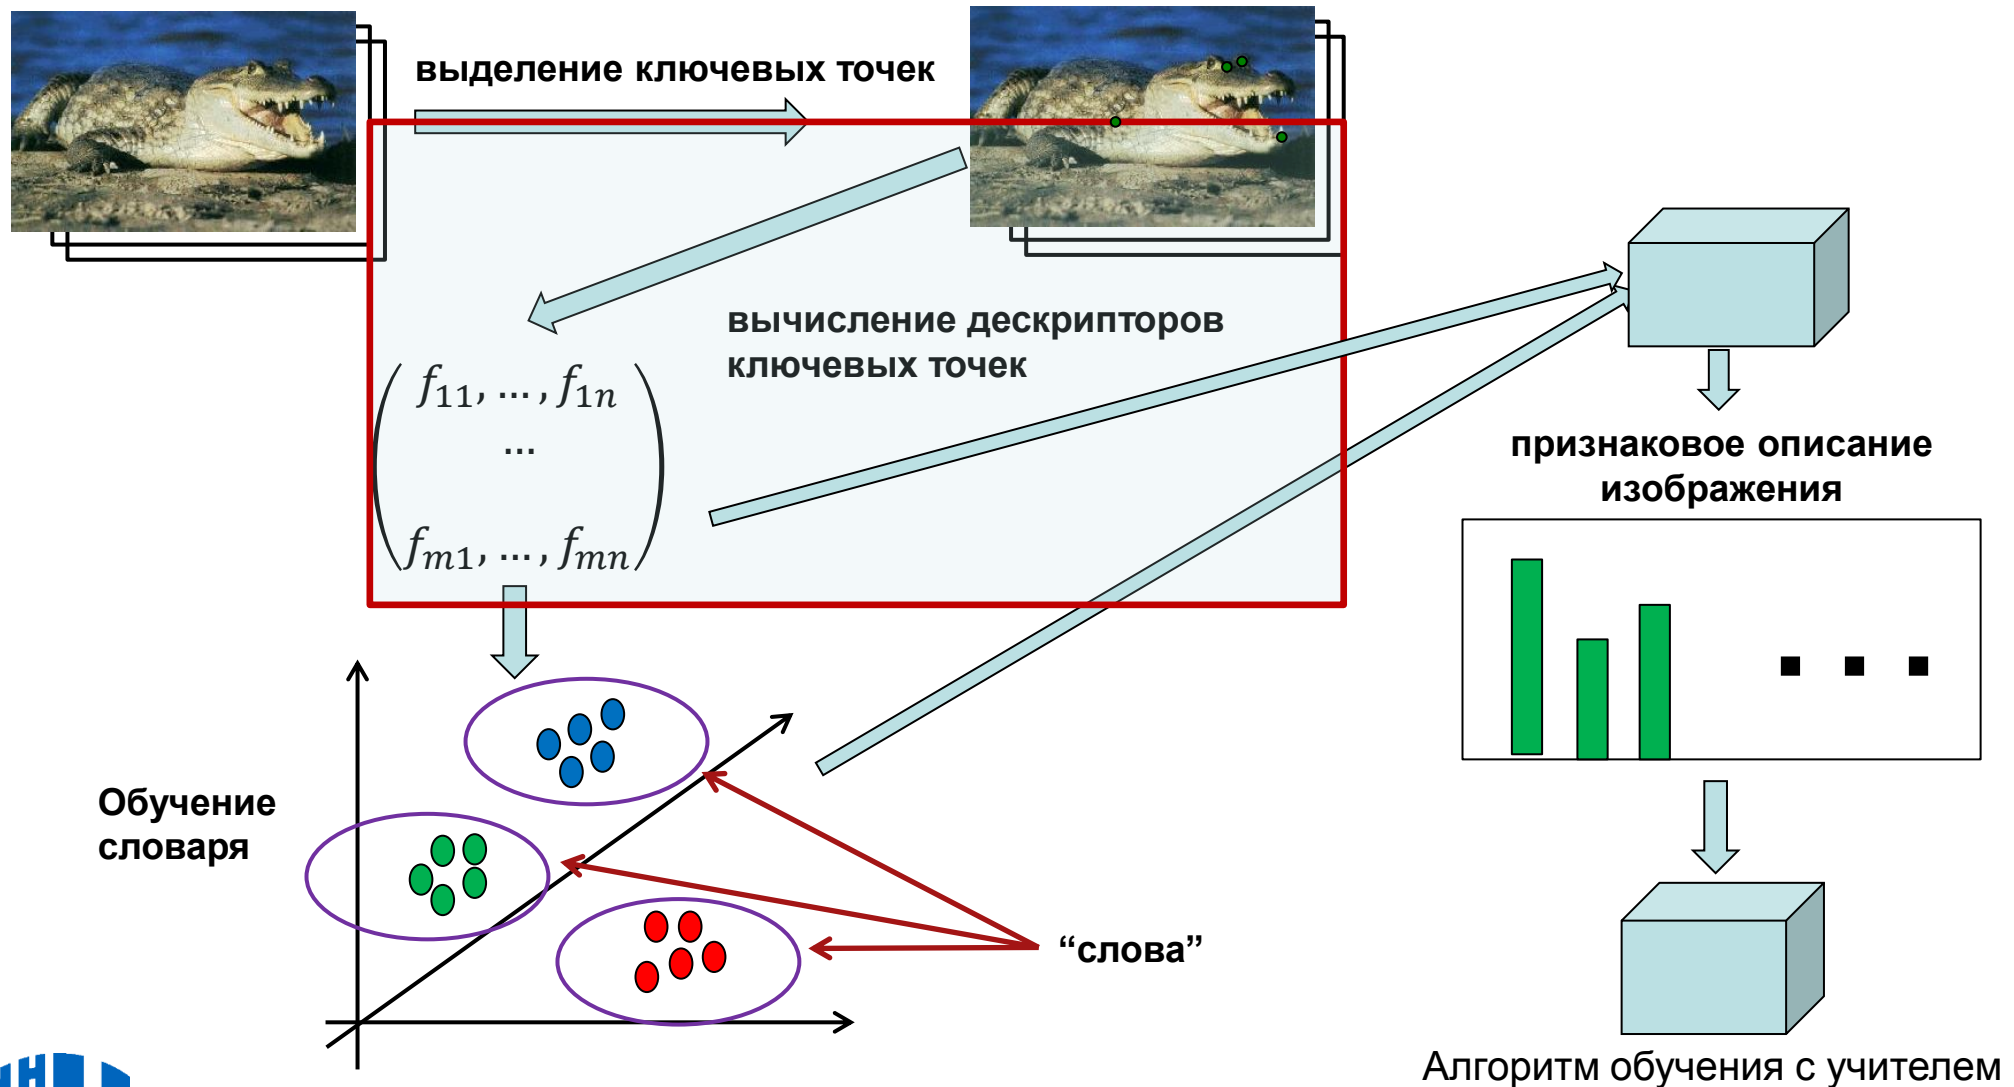 выделение ключевых точек
вычисление дескрипторов
ключевых точек
f₁₁, ... , f₁ₙ
...
fₘ₁, ... , fₘₙ
признаковое описание
изображения
Обучение
словаря
“слова”
Алгоритм обучения с учителем